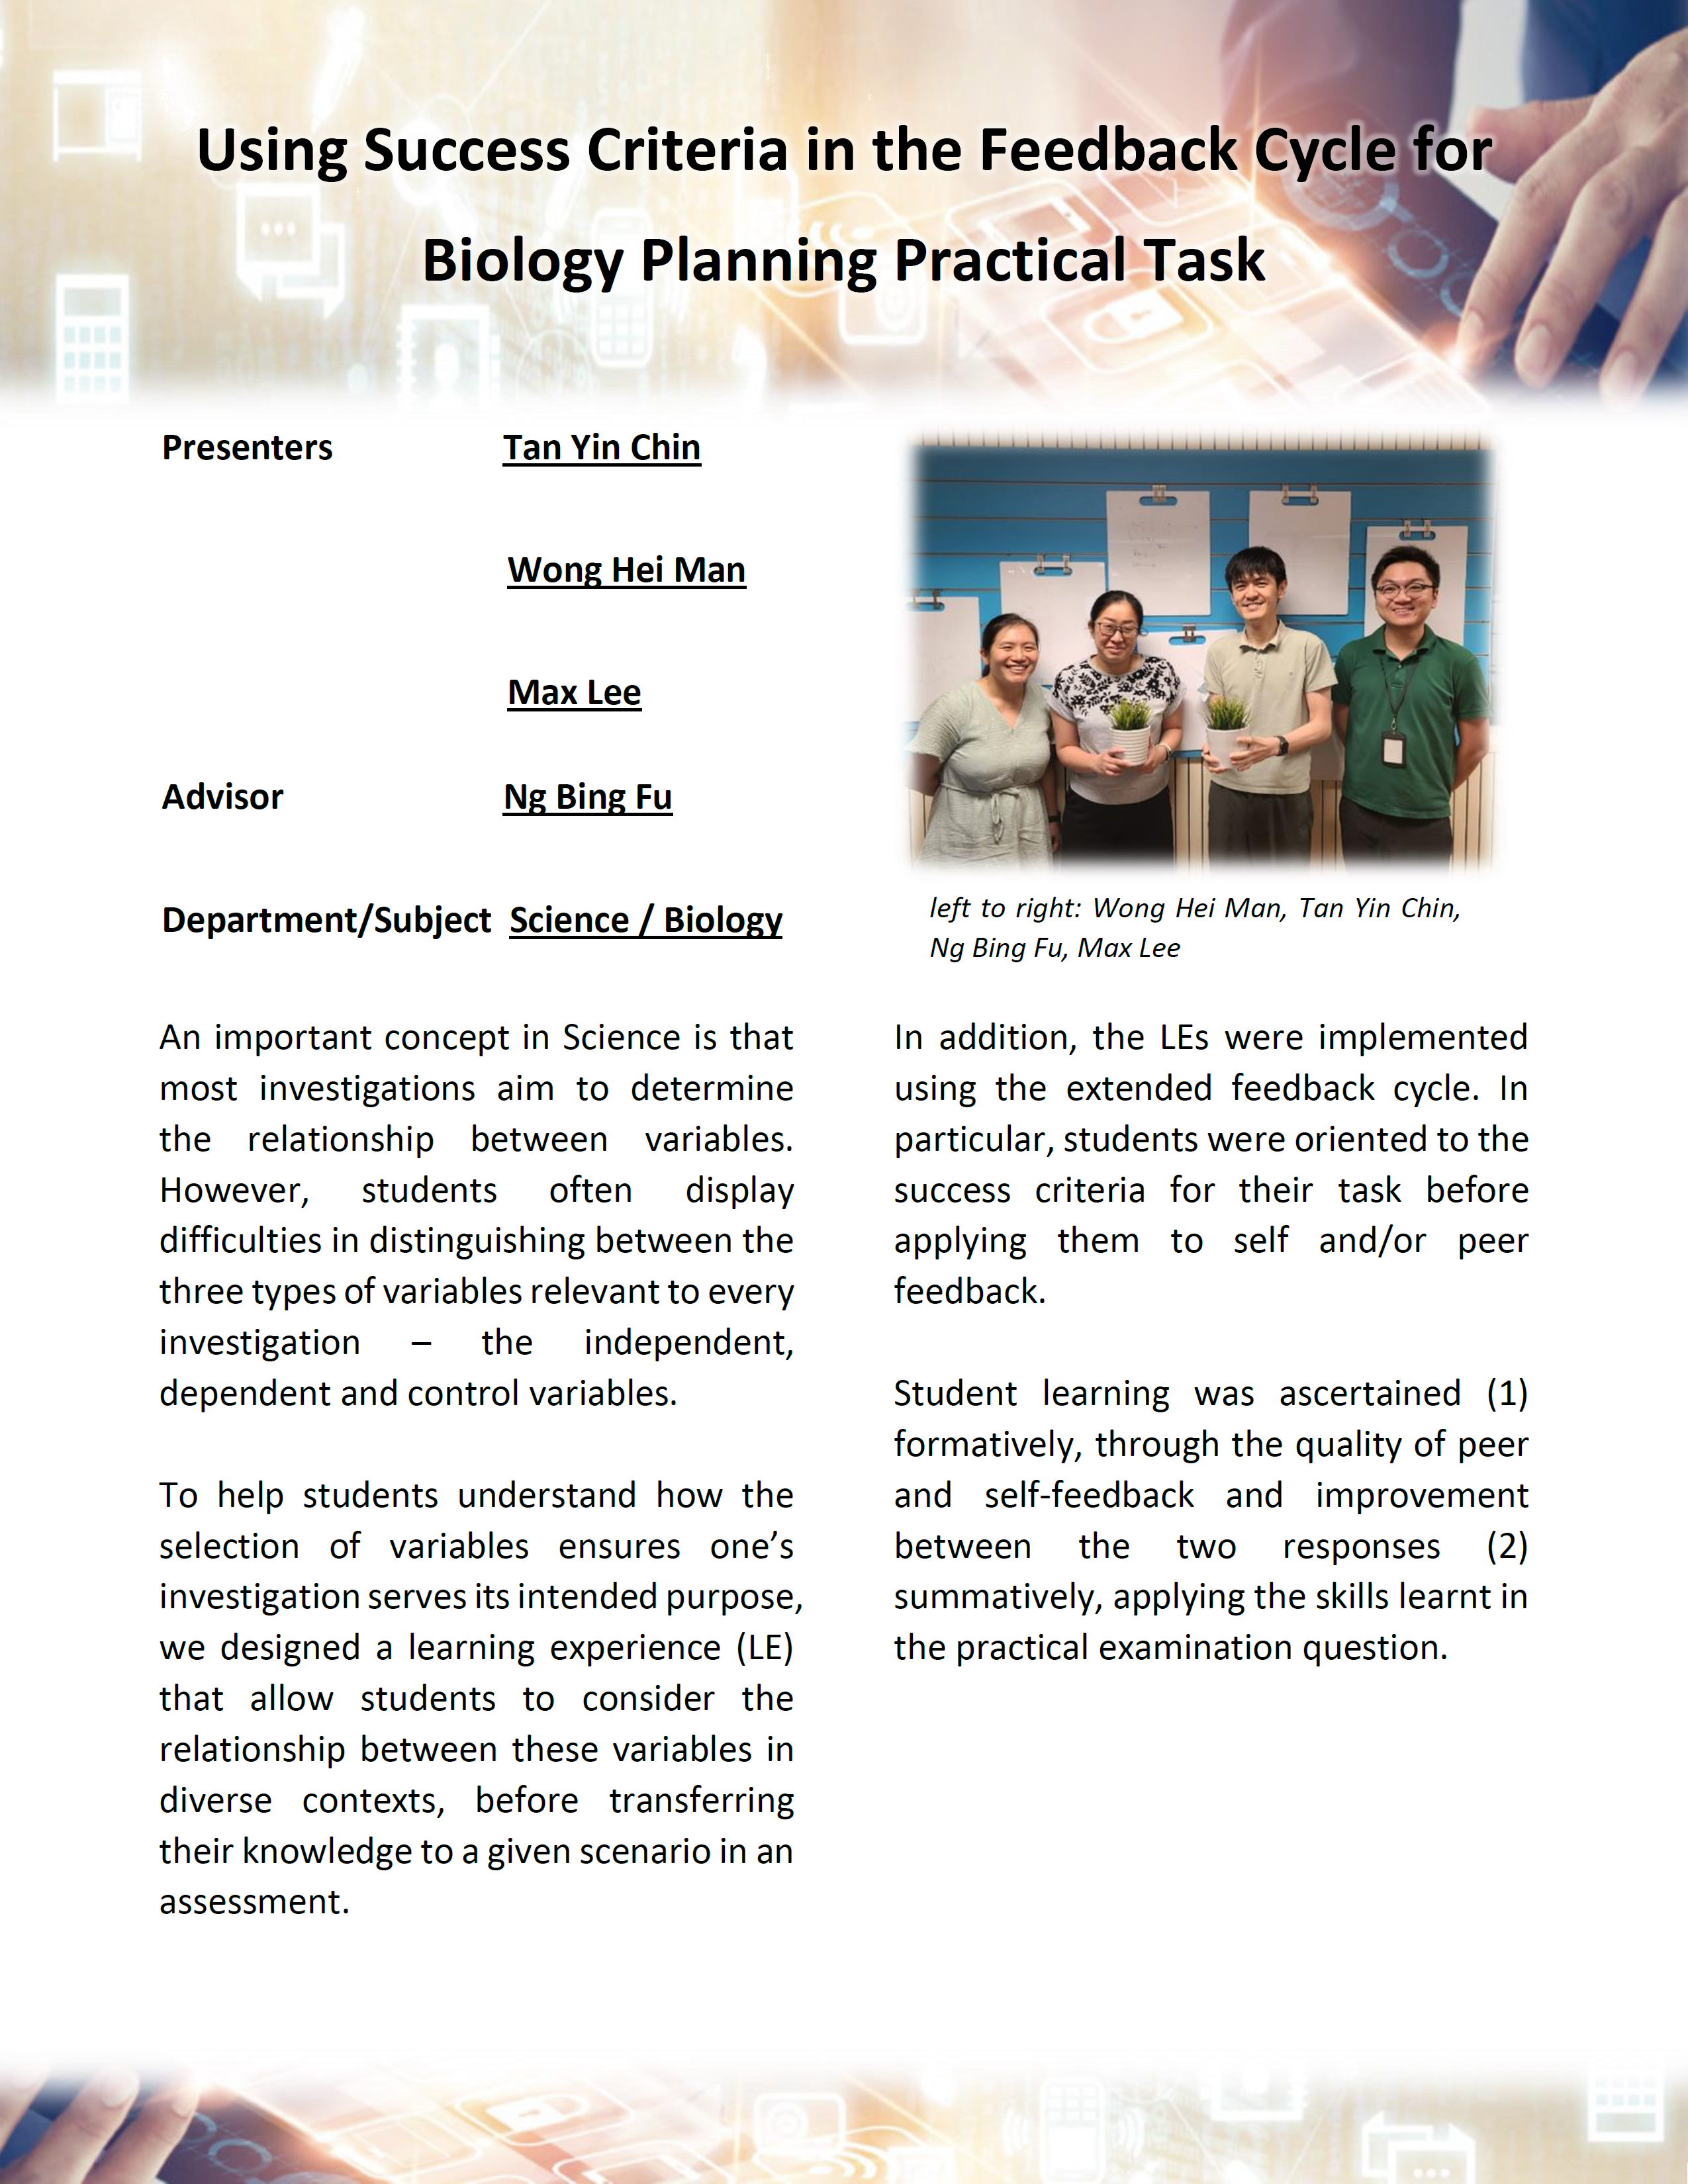 Using Success Criteria in the Feedback Cycle for
Biology Planning Practical Task
Presenters Tan Yin Chin
Wong Hei Man
Max Lee
Advisor Ng Bing Fu
Department/Subject Science / Biology
left to right: Wong Hei Man, Tan Yin Chin,
Ng Bing Fu, Max Lee
An important concept in Science is that
most investigations aim to determine
the relationship between variables.
However, students often display
difficulties in distinguishing between the
three types of variables relevant to every
investigation – the independent,
dependent and control variables.
To help students understand how the
selection of variables ensures one’s
investigation serves its intended purpose,
we designed a learning experience (LE)
that allow students to consider the
relationship between these variables in
diverse contexts, before transferring
their knowledge to a given scenario in an
assessment.
In addition, the LEs were implemented
using the extended feedback cycle. In
particular, students were oriented to the
success criteria for their task before
applying them to self and/or peer
feedback.
Student learning was ascertained (1)
formatively, through the quality of peer
and self-feedback and improvement
between the two responses (2)
summatively, applying the skills learnt in
the practical examination question.